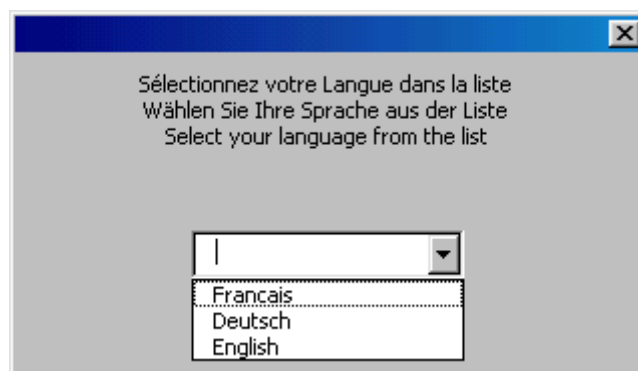 Sélectionnez votre Langue dans la liste
Wählen Sie Ihre Sprache aus der Liste
Select your language from the list
Francais
Deutsch
English